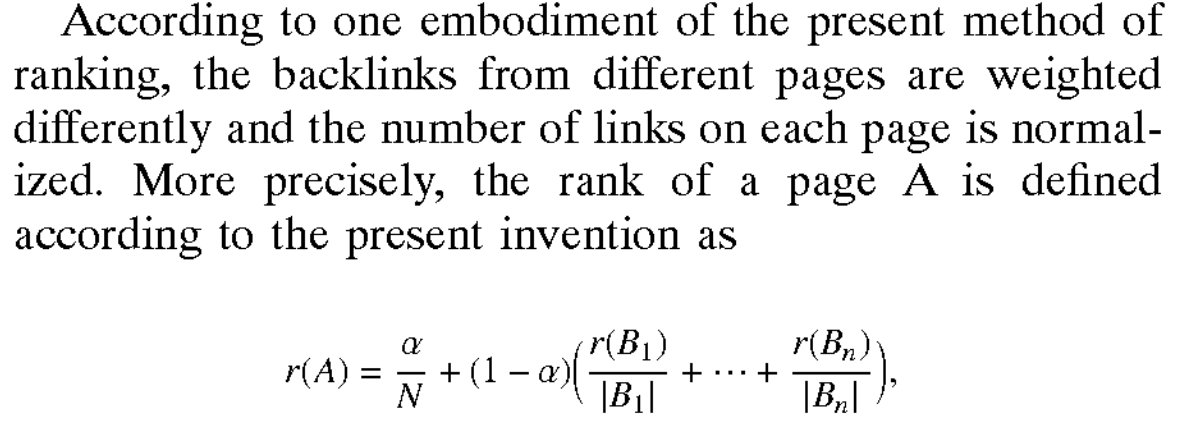 According to one embodiment of the present method of
ranking, the backlinks from different pages are weighted
differently and the number of links on each page is normal-
ized. More precisely, the rank of a page A is defined
according to the present invention as
r(A) = α/N + (1 − α)(r(B₁)/|B₁| + ⋯ + r(Bₙ)/|Bₙ|),